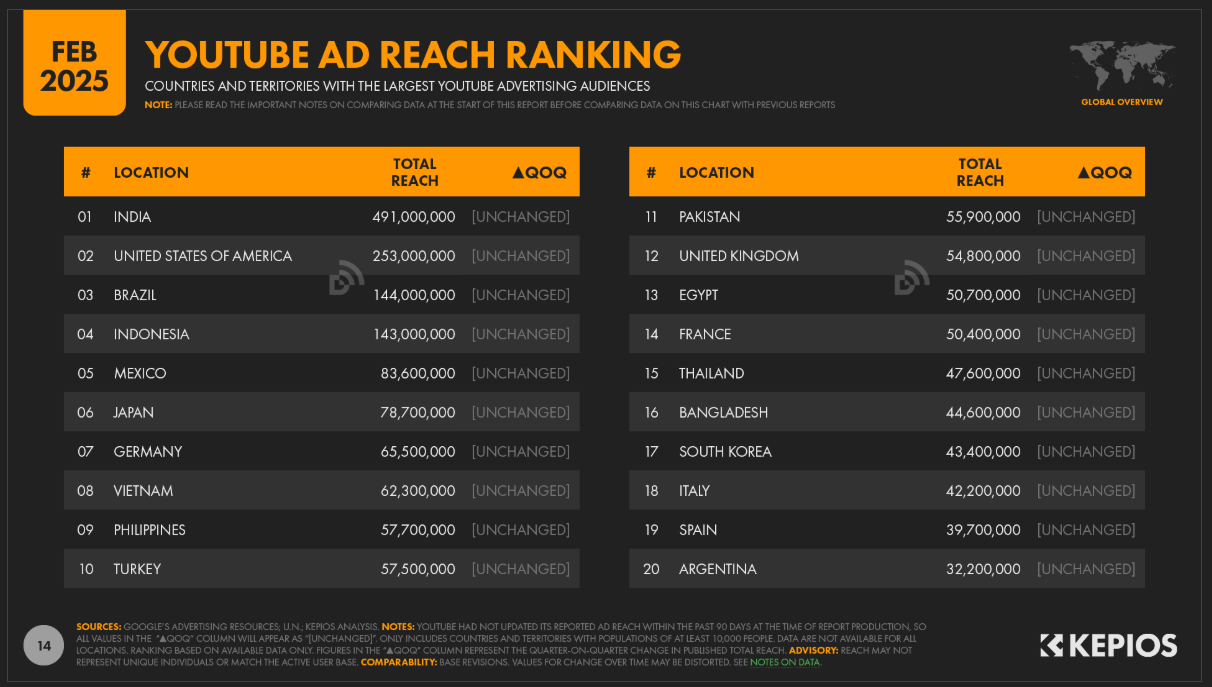 FEB
2025
YOUTUBE AD REACH RANKING
COUNTRIES AND TERRITORIES WITH THE LARGEST YOUTUBE ADVERTISING AUDIENCES
NOTE: PLEASE READ THE IMPORTANT NOTES ON COMPARING DATA AT THE START OF THIS REPORT BEFORE COMPARING DATA ON THIS CHART WITH PREVIOUS REPORTS
GLOBAL OVERVIEW
# LOCATION TOTAL REACH ▲QOQ
01 INDIA 491,000,000 [UNCHANGED]
02 UNITED STATES OF AMERICA 253,000,000 [UNCHANGED]
03 BRAZIL 144,000,000 [UNCHANGED]
04 INDONESIA 143,000,000 [UNCHANGED]
05 MEXICO 83,600,000 [UNCHANGED]
06 JAPAN 78,700,000 [UNCHANGED]
07 GERMANY 65,500,000 [UNCHANGED]
08 VIETNAM 62,300,000 [UNCHANGED]
09 PHILIPPINES 57,700,000 [UNCHANGED]
10 TURKEY 57,500,000 [UNCHANGED]
# LOCATION TOTAL REACH ▲QOQ
11 PAKISTAN 55,900,000 [UNCHANGED]
12 UNITED KINGDOM 54,800,000 [UNCHANGED]
13 EGYPT 50,700,000 [UNCHANGED]
14 FRANCE 50,400,000 [UNCHANGED]
15 THAILAND 47,600,000 [UNCHANGED]
16 BANGLADESH 44,600,000 [UNCHANGED]
17 SOUTH KOREA 43,400,000 [UNCHANGED]
18 ITALY 42,200,000 [UNCHANGED]
19 SPAIN 39,700,000 [UNCHANGED]
20 ARGENTINA 32,200,000 [UNCHANGED]
14
SOURCES: GOOGLE'S ADVERTISING RESOURCES; U.N.; KEPIOS ANALYSIS. NOTES: YOUTUBE HAD NOT UPDATED ITS REPORTED AD REACH WITHIN THE PAST 90 DAYS AT THE TIME OF REPORT PRODUCTION, SO
ALL VALUES IN THE "▲QOQ" COLUMN WILL APPEAR AS "[UNCHANGED]". ONLY INCLUDES COUNTRIES AND TERRITORIES WITH POPULATIONS OF AT LEAST 10,000 PEOPLE. DATA ARE NOT AVAILABLE FOR ALL
LOCATIONS. RANKING BASED ON AVAILABLE DATA ONLY. FIGURES IN THE "▲QOQ" COLUMN REPRESENT THE QUARTER-ON-QUARTER CHANGE IN PUBLISHED TOTAL REACH. ADVISORY: REACH MAY NOT
REPRESENT UNIQUE INDIVIDUALS OR MATCH THE ACTIVE USER BASE. COMPARABILITY: BASE REVISIONS. VALUES FOR CHANGE OVER TIME MAY BE DISTORTED. SEE NOTES ON DATA.
KEPIOS